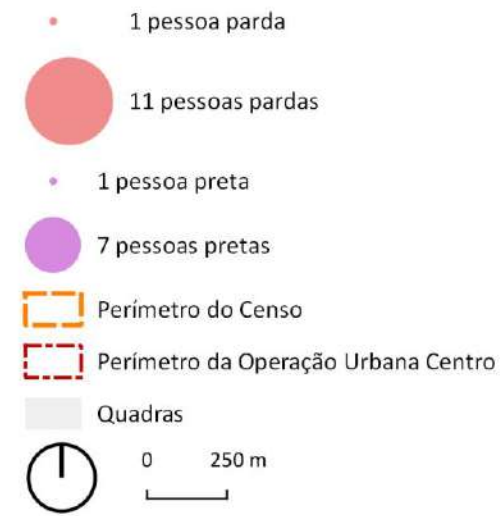 1 pessoa parda
11 pessoas pardas
1 pessoa preta
7 pessoas pretas
Perímetro do Censo
Perímetro da Operação Urbana Centro
Quadras
0 250 m